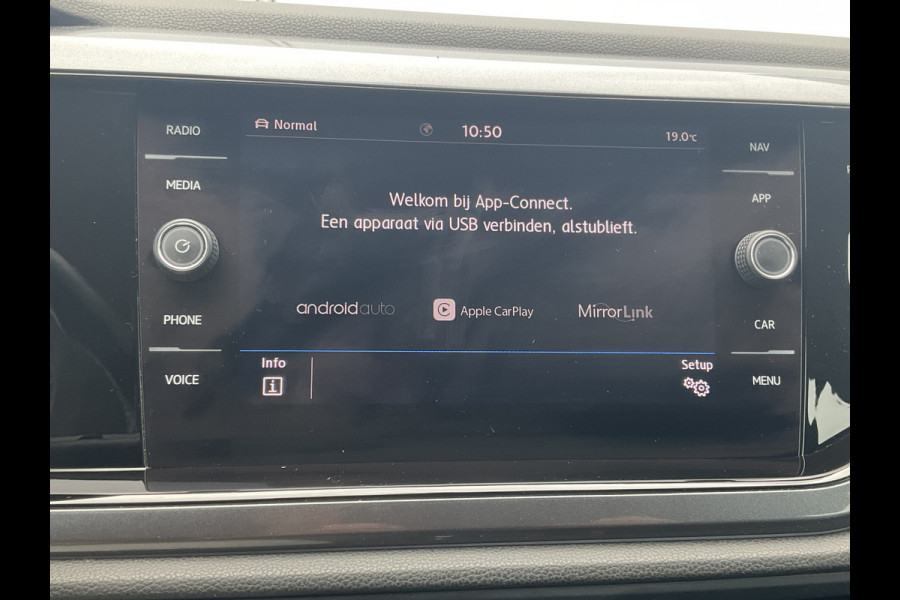 RADIO
MEDIA
PHONE
VOICE
Normal
10:50
19.0°C
Welkom bij App-Connect.
Een apparaat via USB verbinden, alstublieft.
androidauto
Apple CarPlay
MirrorLink
Info
Setup
NAV
APP
CAR
MENU